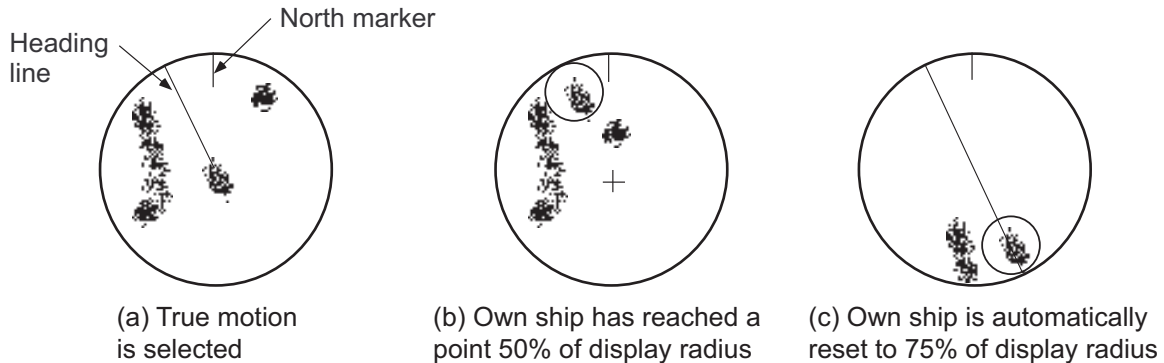 North marker
Heading
line
(a) True motion
is selected
(b) Own ship has reached a
point 50% of display radius
(c) Own ship is automatically
reset to 75% of display radius